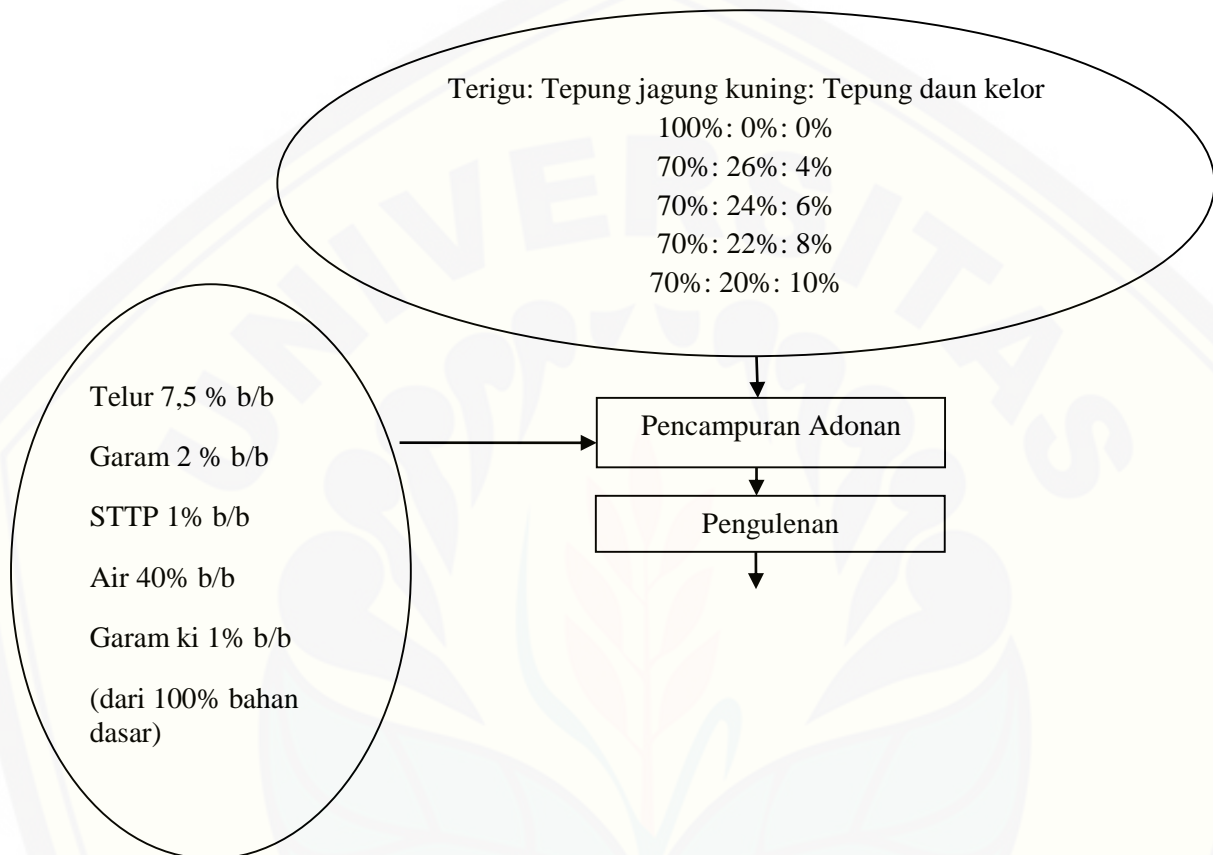 Terigu: Tepung jagung kuning: Tepung daun kelor
100%: 0%: 0%
70%: 26%: 4%
70%: 24%: 6%
70%: 22%: 8%
70%: 20%: 10%
Telur 7,5 % b/b
Garam 2 % b/b
STTP 1% b/b
Air 40% b/b
Garam ki 1% b/b
(dari 100% bahan
dasar)
Pencampuran Adonan
Pengulenan
UNIVERSITAS